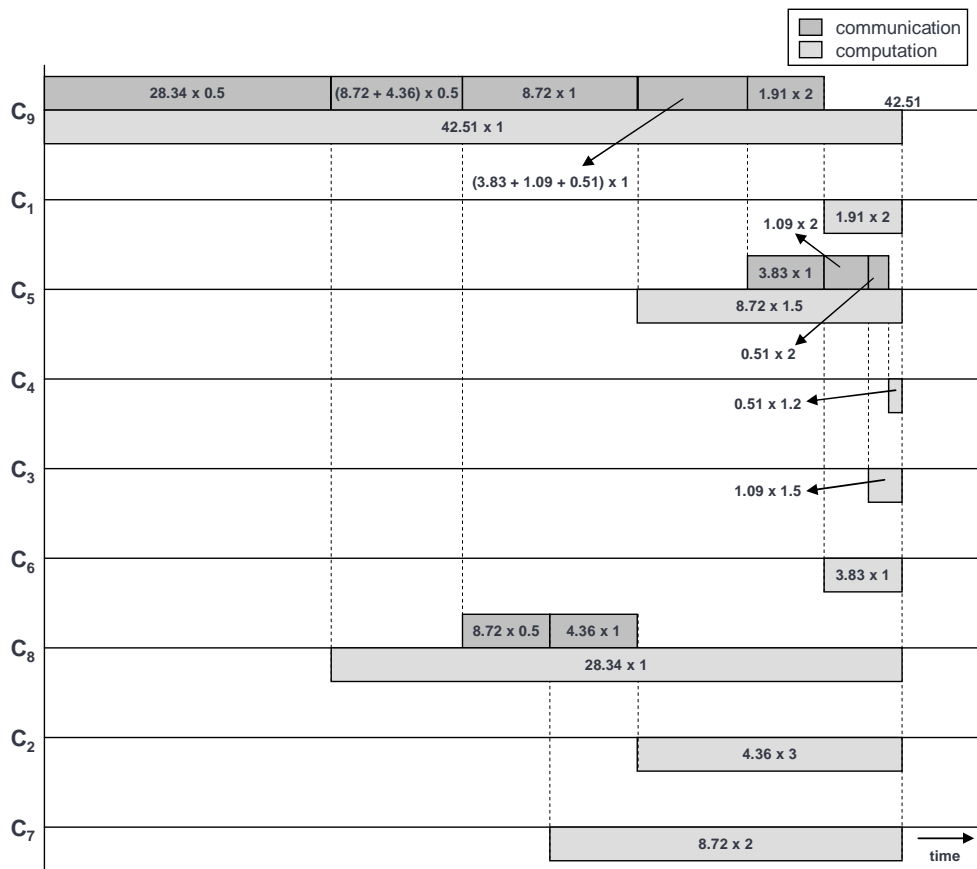 communication
computation
28.34 x 0.5
(8.72 + 4.36) x 0.5
8.72 x 1
1.91 x 2
42.51
C9
42.51 x 1
(3.83 + 1.09 + 0.51) x 1
C1
1.91 x 2
1.09 x 2
3.83 x 1
C5
8.72 x 1.5
0.51 x 2
C4
0.51 x 1.2
C3
1.09 x 1.5
C6
3.83 x 1
8.72 x 0.5
4.36 x 1
C8
28.34 x 1
C2
4.36 x 3
C7
8.72 x 2
time